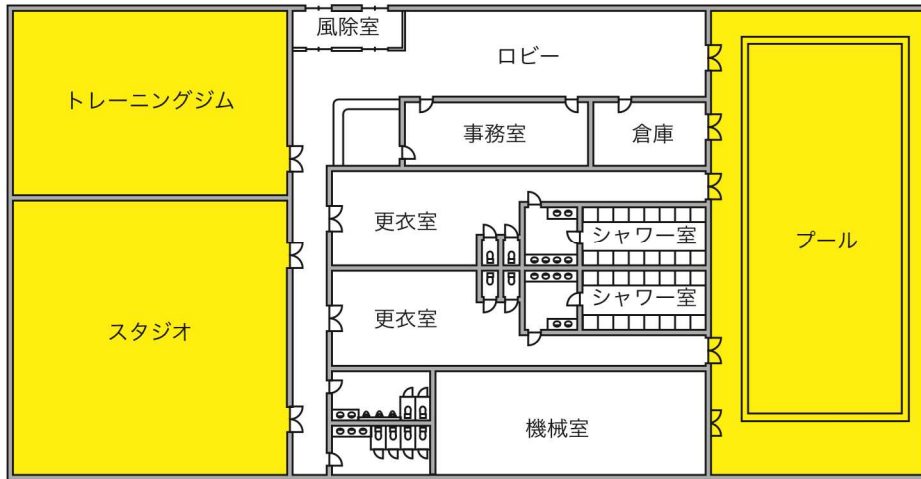 風除室
ロビー
トレーニングジム
事務室
倉庫
更衣室
シャワー室
プール
シャワー室
更衣室
スタジオ
機械室